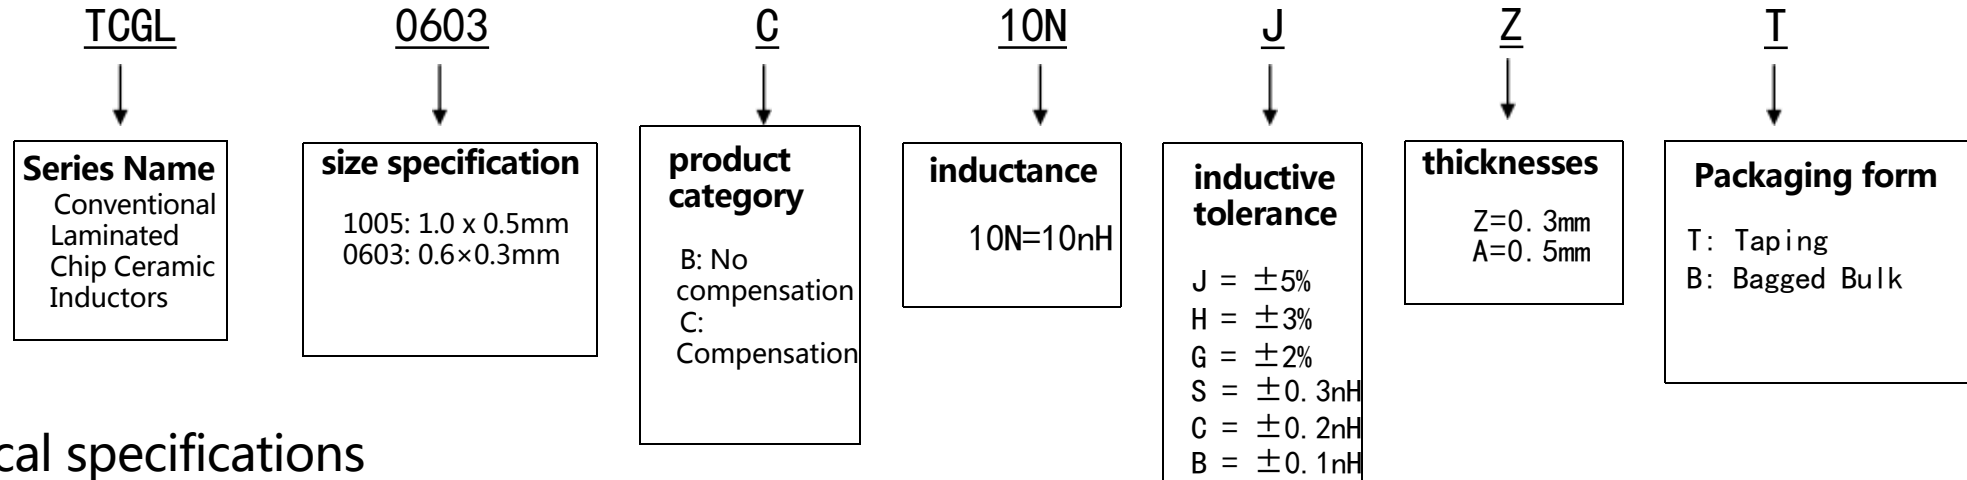 TCGL 0603 C 10N J Z T
Series Name
Conventional
Laminated
Chip Ceramic
Inductors
size specification
1005: 1.0 x 0.5mm
0603: 0.6×0.3mm
product
category
B: No
compensation
C:
Compensation
inductance
10N=10nH
inductive
tolerance
J = ±5%
H = ±3%
G = ±2%
S = ±0.3nH
C = ±0.2nH
B = ±0.1nH
thicknesses
Z=0.3mm
A=0.5mm
Packaging form
T: Taping
B: Bagged Bulk
cal specifications